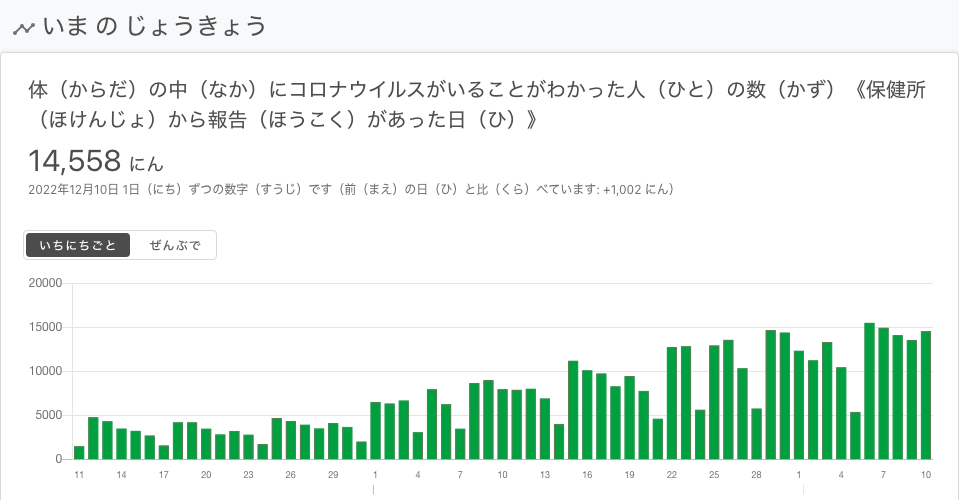 いま の じょうきょう
体（からだ）の中（なか）にコロナウイルスがいることがわかった人（ひと）の数（かず）《保健所
（ほけんじょ）から報告（ほうこく）があった日（ひ）》
14,558 にん
2022年12月10日 1日（にち）ずつの数字（すうじ）です（前（まえ）の日（ひ）と比（くら）べています: +1,002 にん）
いちにちごと ぜんぶで
20000
15000
10000
5000
0
11 14 17 20 23 26 29 1 4 7 10 13 16 19 22 25 28 1 4 7 10